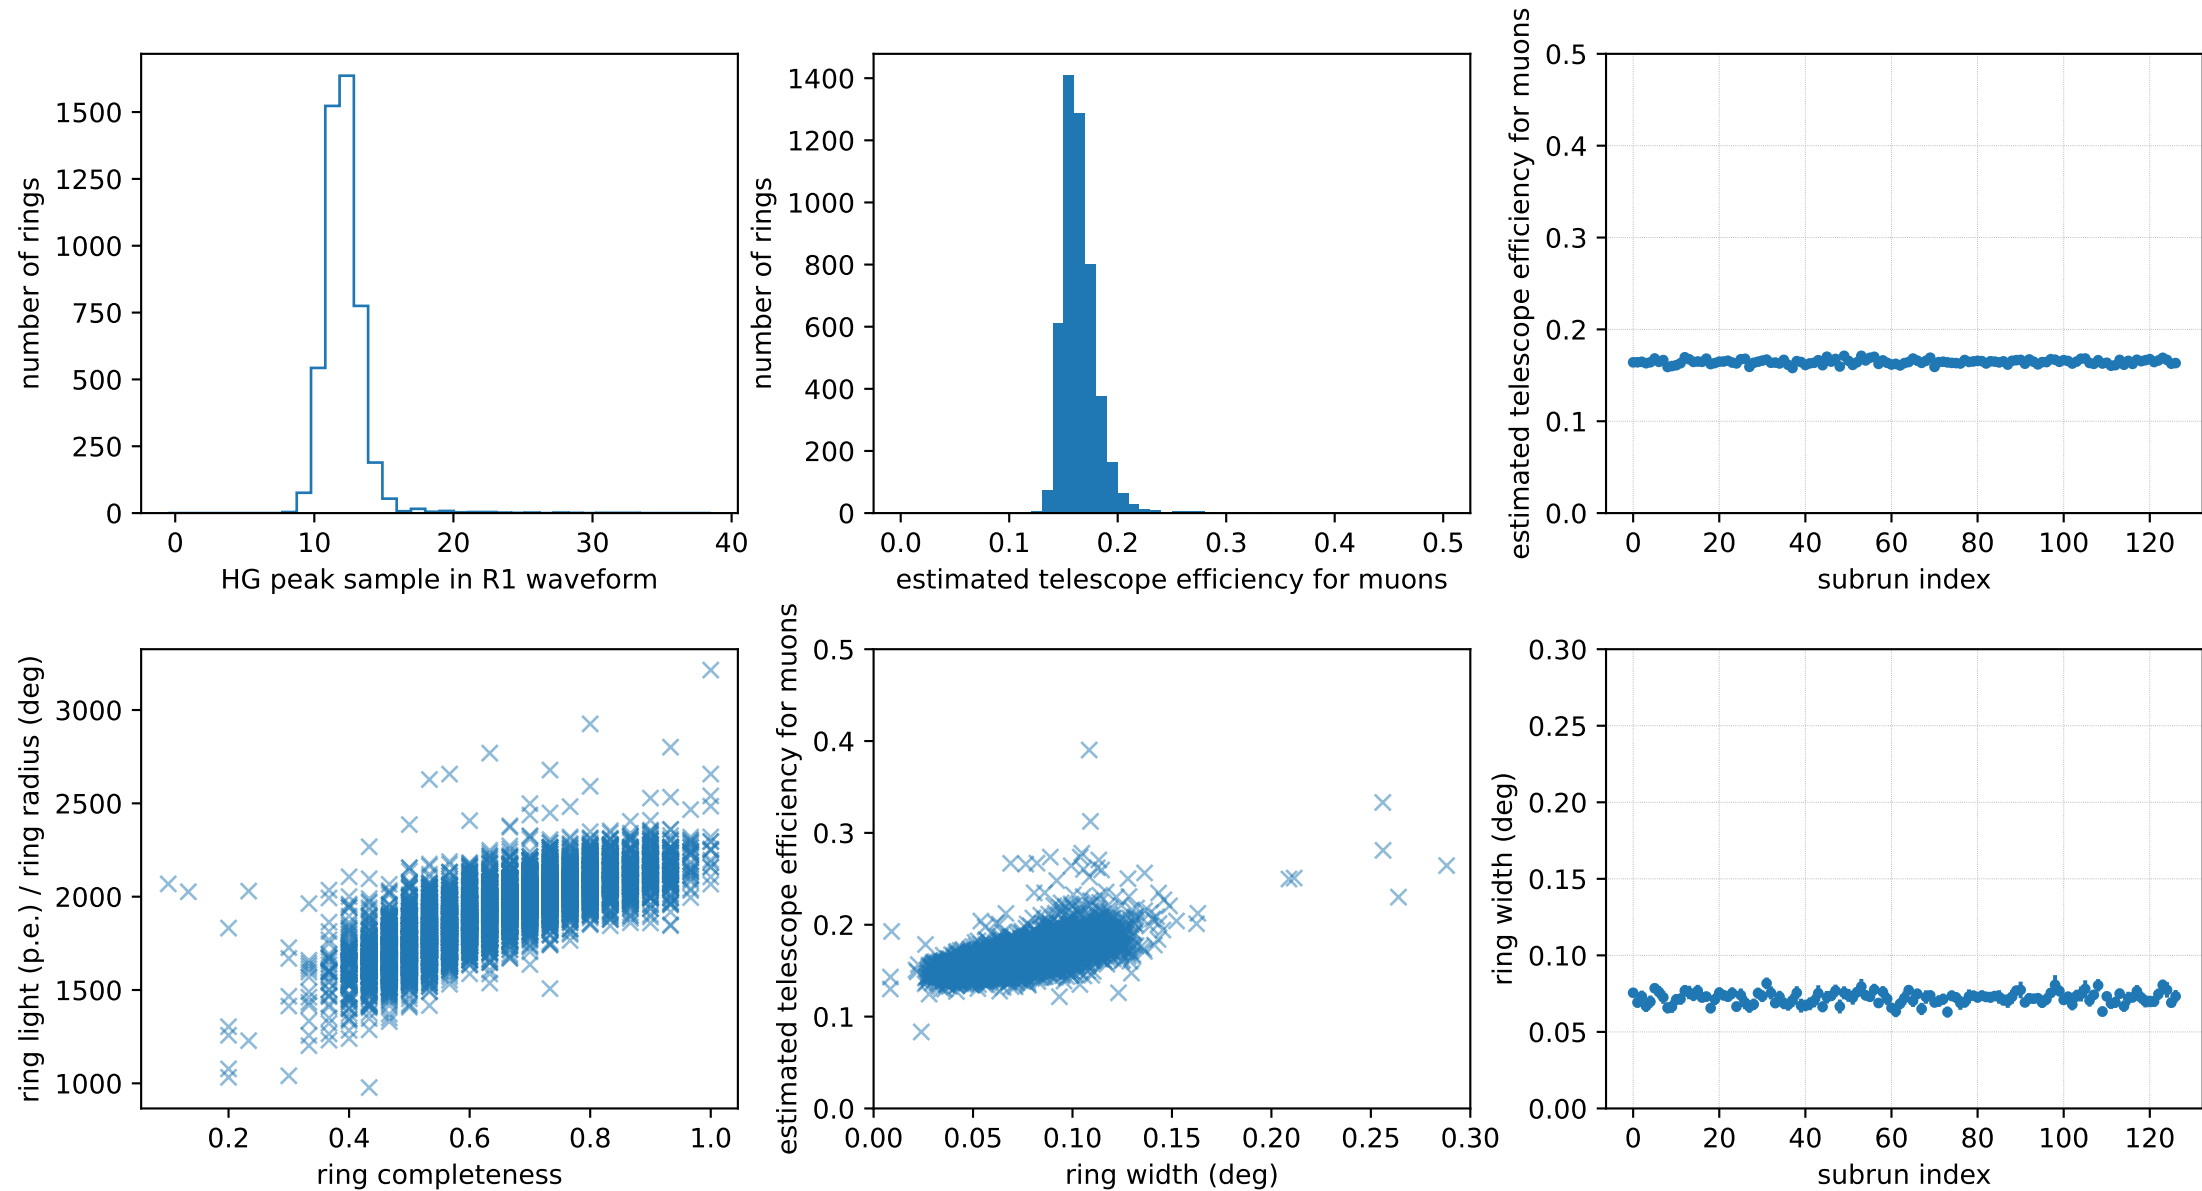 number of rings
1500
1250
1000
750
500
250
0
0 10 20 30 40
HG peak sample in R1 waveform
number of rings
1400
1200
1000
800
600
400
200
0
0.0 0.1 0.2 0.3 0.4 0.5
estimated telescope efficiency for muons
estimated telescope efficiency for muons
0.5
0.4
0.3
0.2
0.1
0.0
0 20 40 60 80 100 120
subrun index
ring light (p.e.) / ring radius (deg)
3000
2500
2000
1500
1000
0.2 0.4 0.6 0.8 1.0
ring completeness
estimated telescope efficiency for muons
0.5
0.4
0.3
0.2
0.1
0.0
0.00 0.05 0.10 0.15 0.20 0.25 0.30
ring width (deg)
ring width (deg)
0.30
0.25
0.20
0.15
0.10
0.05
0.00
0 20 40 60 80 100 120
subrun index